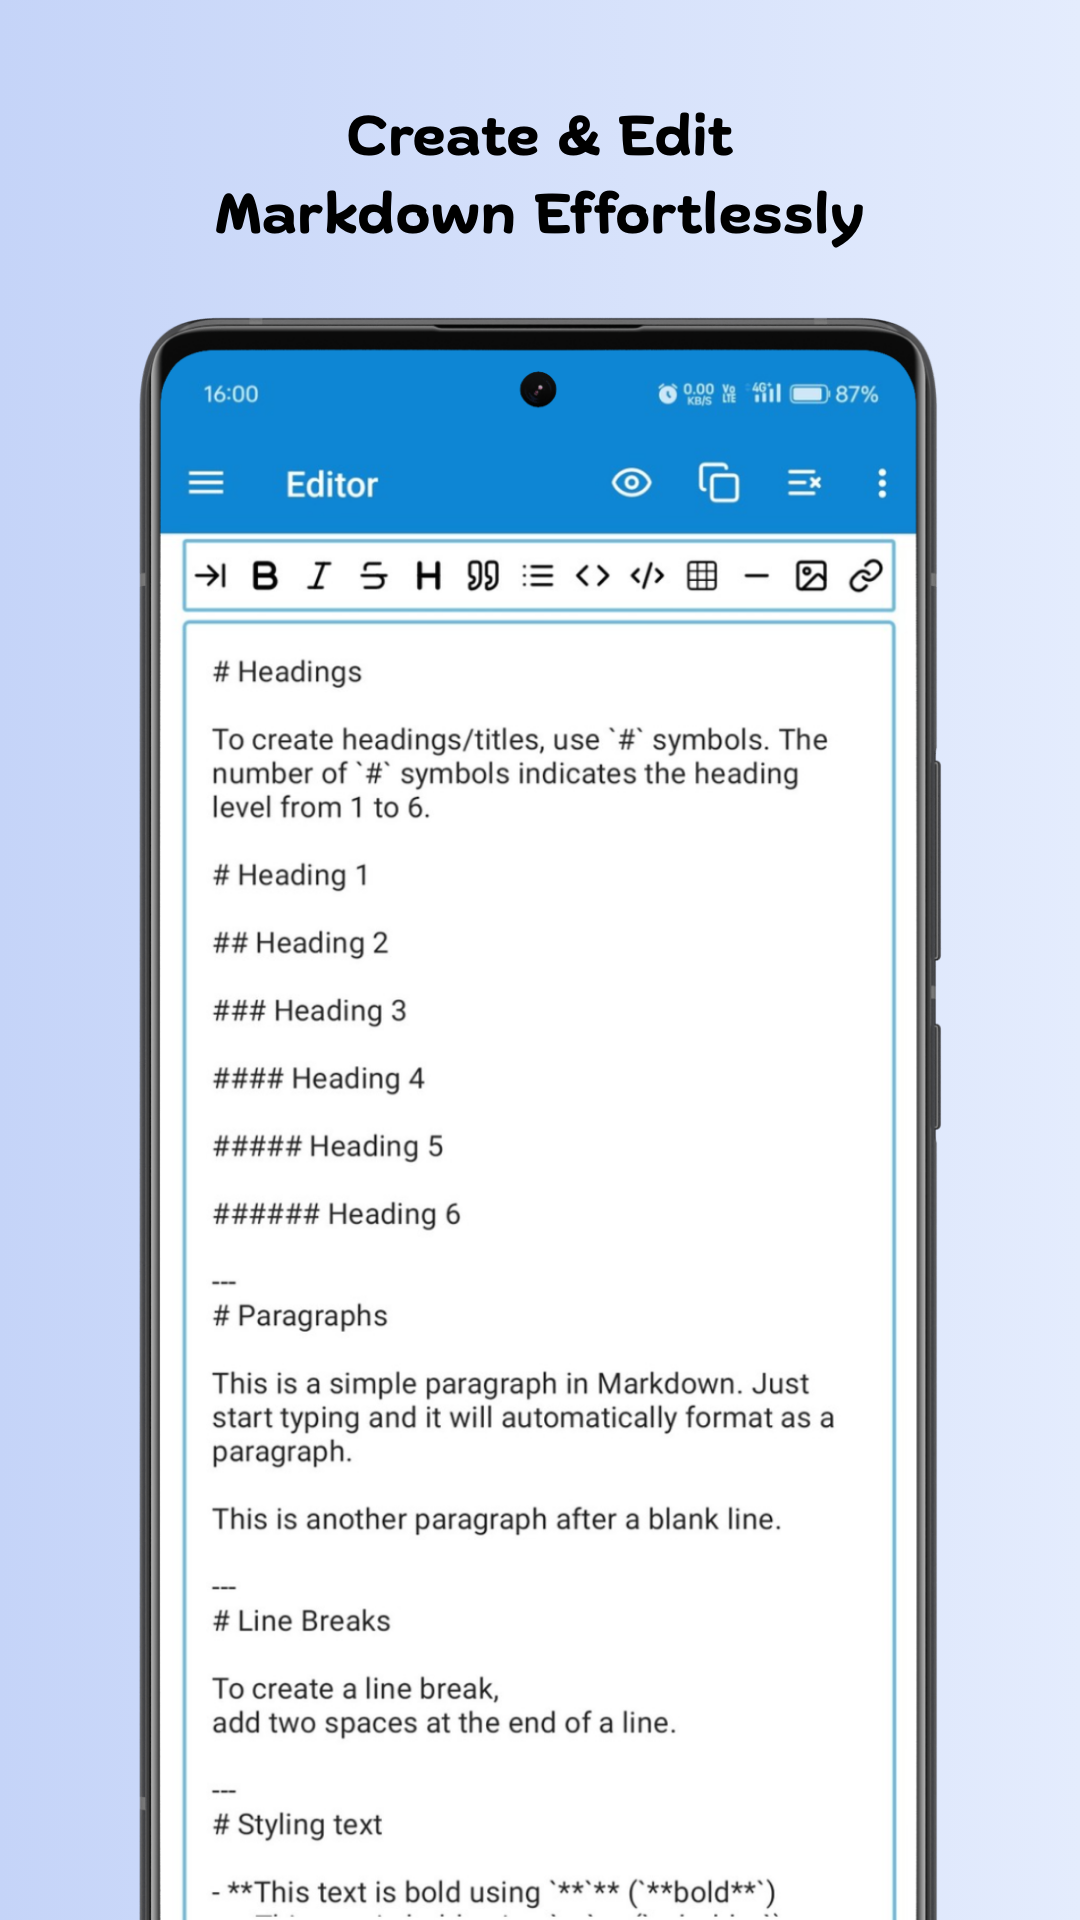 Create & Edit
Markdown Effortlessly
16:00
0.00
KB/S
Vo
LTE
4G+
87%
Editor
# Headings
To create headings/titles, use `#` symbols. The
number of `#` symbols indicates the heading
level from 1 to 6.
# Heading 1
## Heading 2
### Heading 3
#### Heading 4
##### Heading 5
###### Heading 6
---
# Paragraphs
This is a simple paragraph in Markdown. Just
start typing and it will automatically format as a
paragraph.
This is another paragraph after a blank line.
---
# Line Breaks
To create a line break,
add two spaces at the end of a line.
---
# Styling text
- **This text is bold using `**`** (`**bold**`)